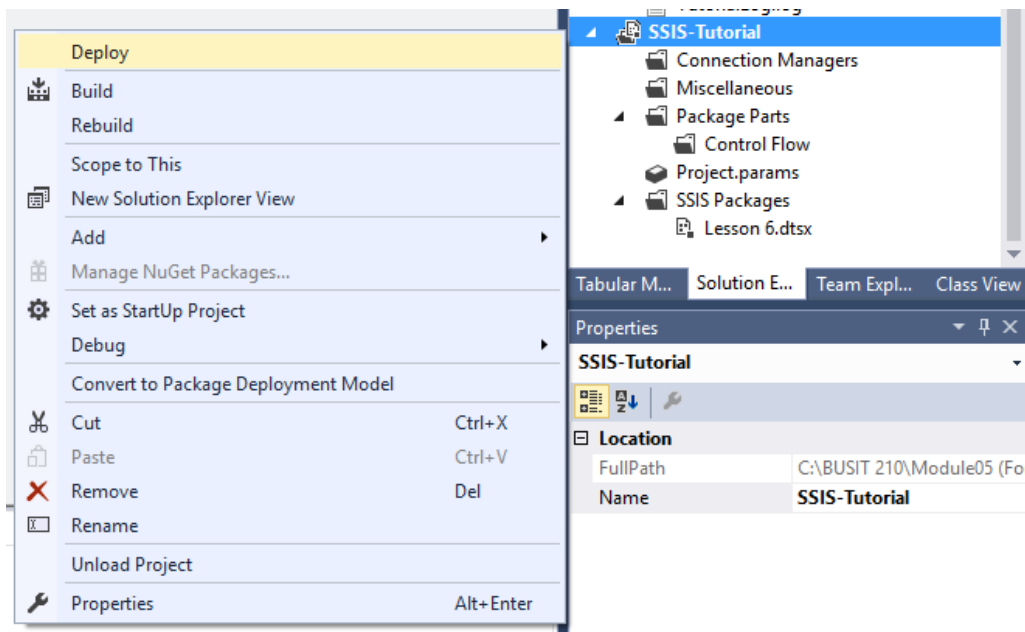 Deploy
Build
Rebuild
Scope to This
New Solution Explorer View
Add
Manage NuGet Packages...
Set as StartUp Project
Debug
Convert to Package Deployment Model
Cut Ctrl+X
Paste Ctrl+V
Remove Del
Rename
Unload Project
Properties Alt+Enter
SSIS-Tutorial
Connection Managers
Miscellaneous
Package Parts
Control Flow
Project.params
SSIS Packages
Lesson 6.dtsx
Tabular M... Solution E... Team Expl... Class View
Properties
SSIS-Tutorial
Location
FullPath C:\BUSIT 210\Module05 (Fo
Name SSIS-Tutorial